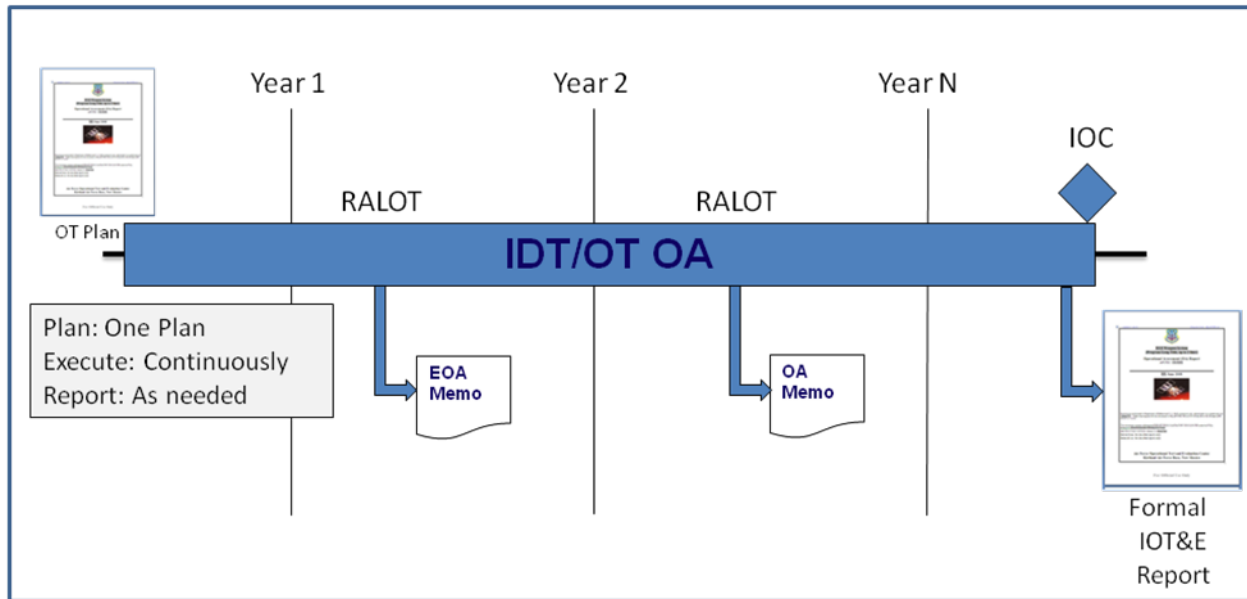 Year 1
Year 2
Year N
IOC
RALOT
RALOT
OT Plan
IDT/OT OA
Plan: One Plan
Execute: Continuously
Report: As needed
EOA
Memo
OA
Memo
Formal
IOT&E
Report